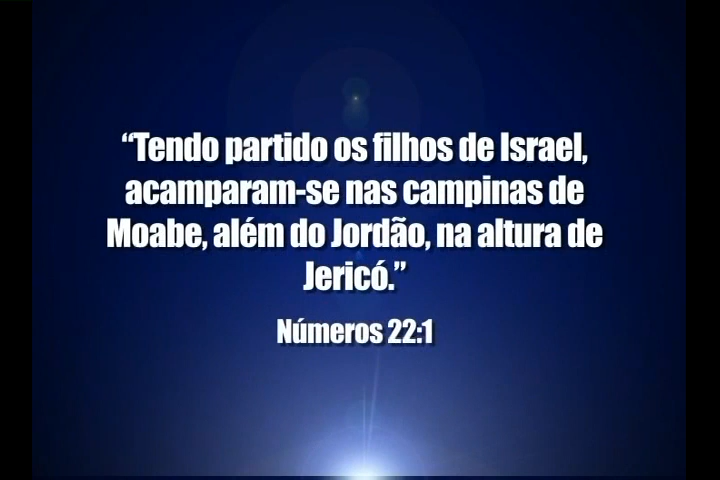 “Tendo partido os filhos de Israel,
acamparam-se nas campinas de
Moabe, além do Jordão, na altura de
Jericó.”
Números 22:1